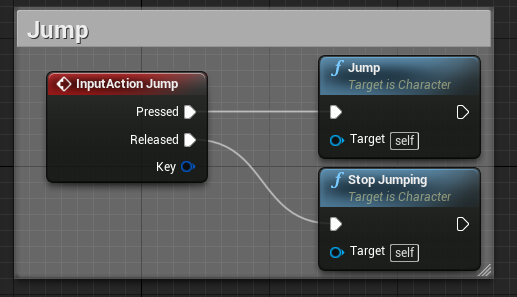 Jump
InputAction Jump
Pressed
Released
Key
f Jump
Target is Character
Target self
f Stop Jumping
Target is Character
Target self